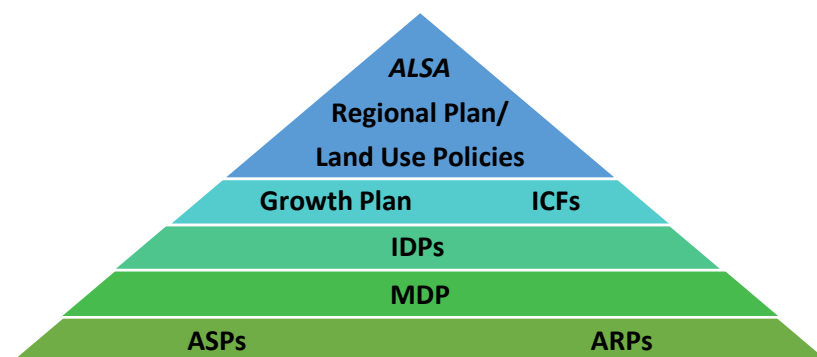 ALSA
Regional Plan/
Land Use Policies
Growth Plan ICFs
IDPs
MDP
ASPs ARPs